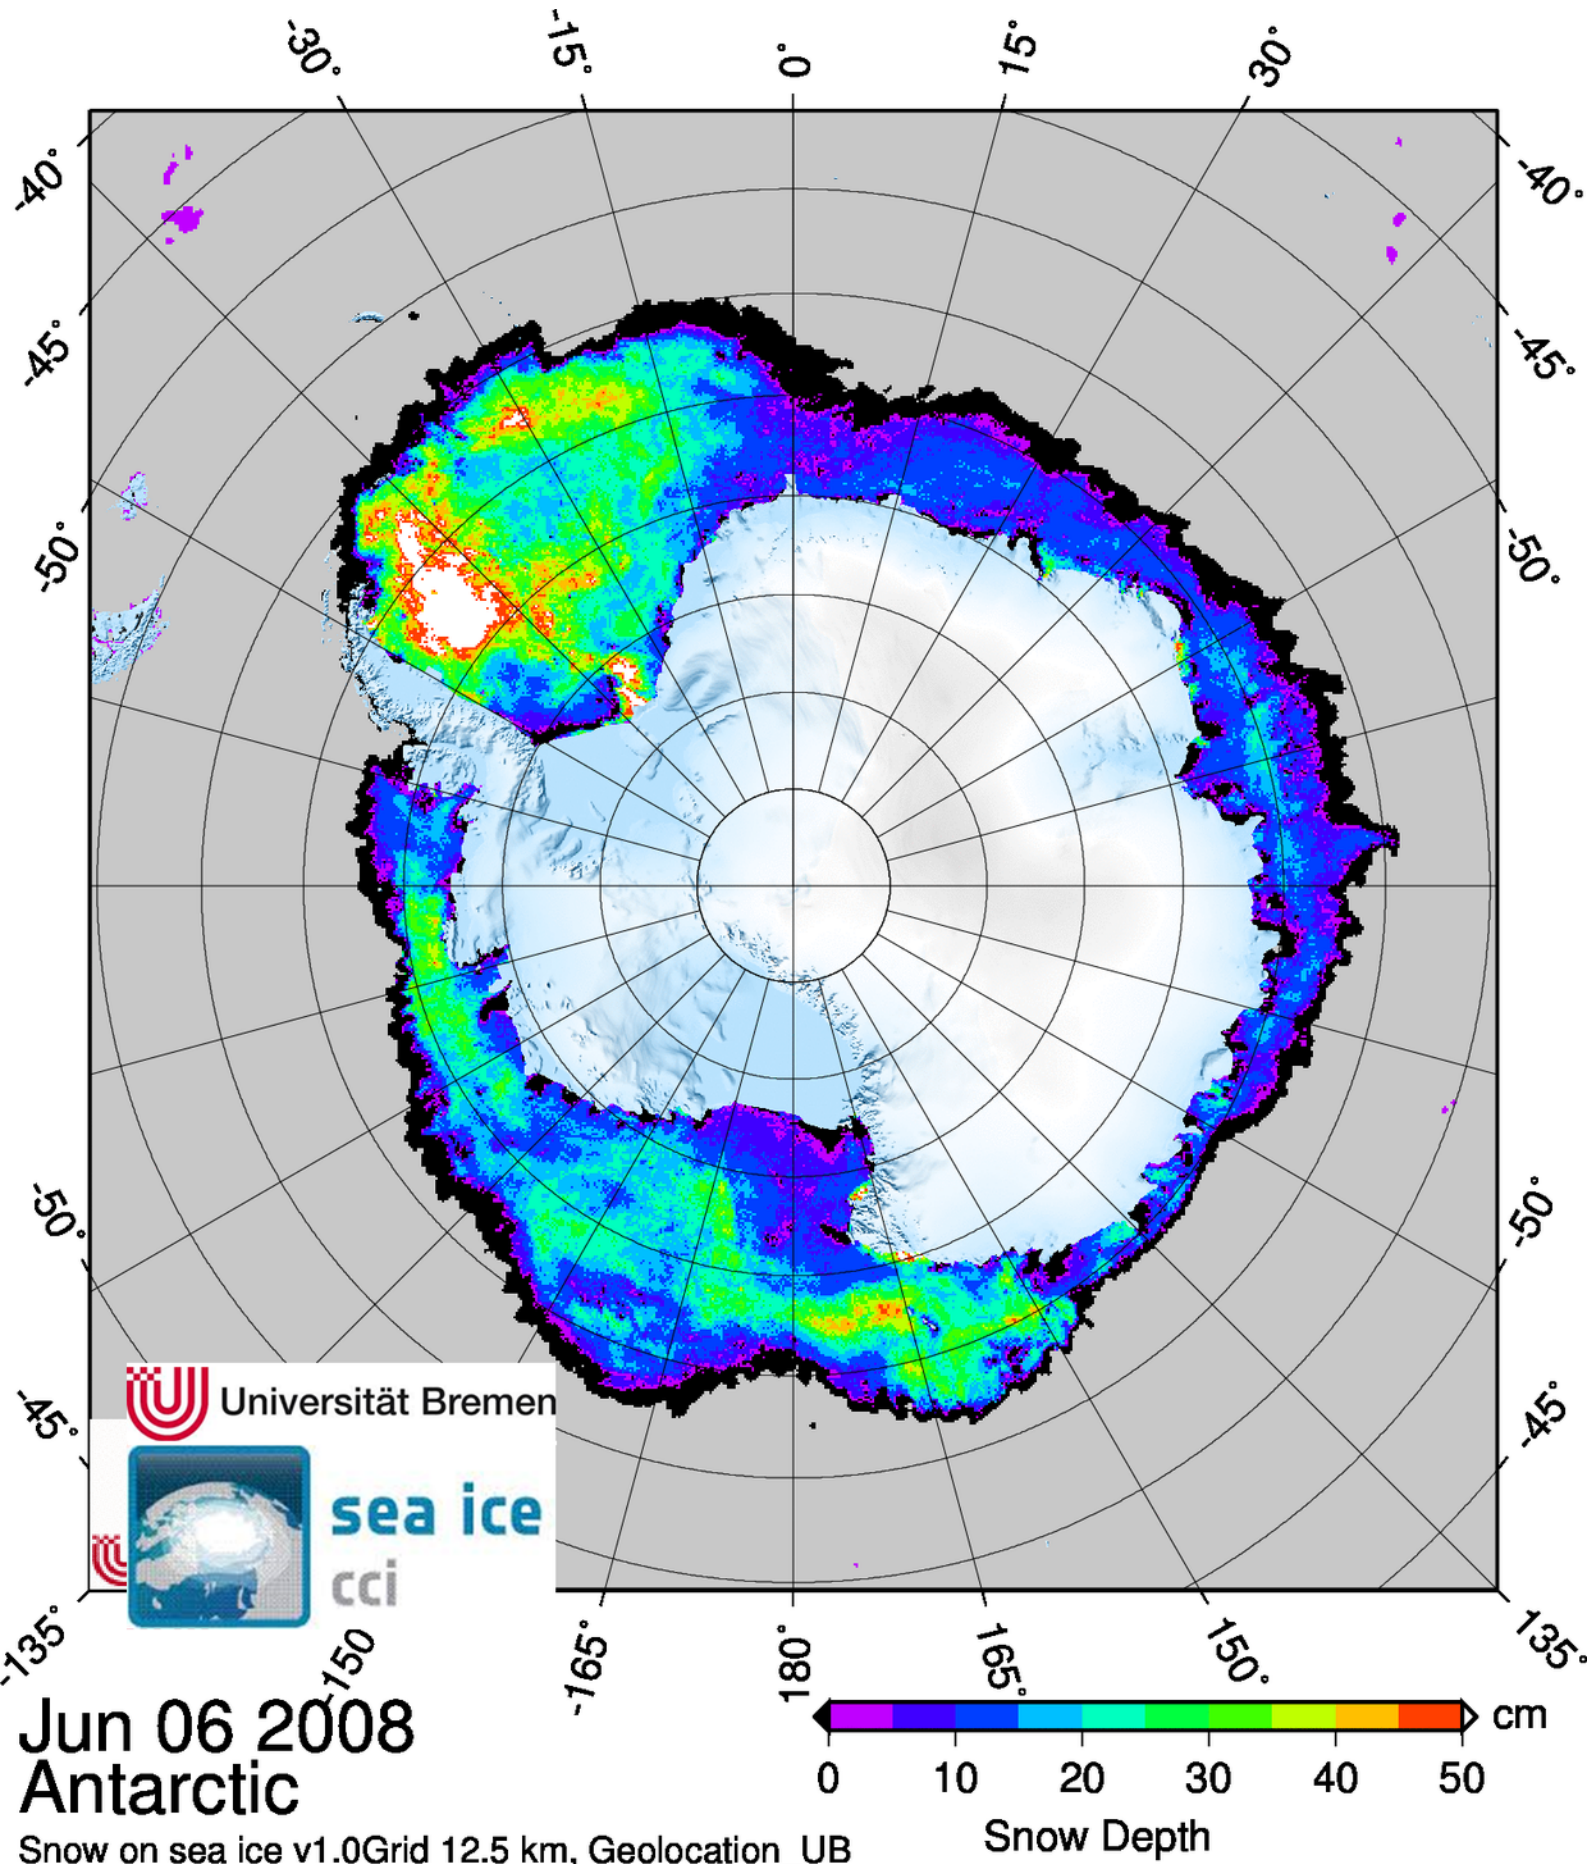 -30°
-15°
0°
15°
30°
-40°
-40°
-45°
-45°
-50°
-50°
-50°
-50°
-45°
-45°
Universität Bremen
sea ice
cci
-135°
-150
-165°
180°
165°
150°
135°
Jun 06 2008
Antarctic
Snow on sea ice v1.0Grid 12.5 km, Geolocation UB
cm
0 10 20 30 40 50
Snow Depth